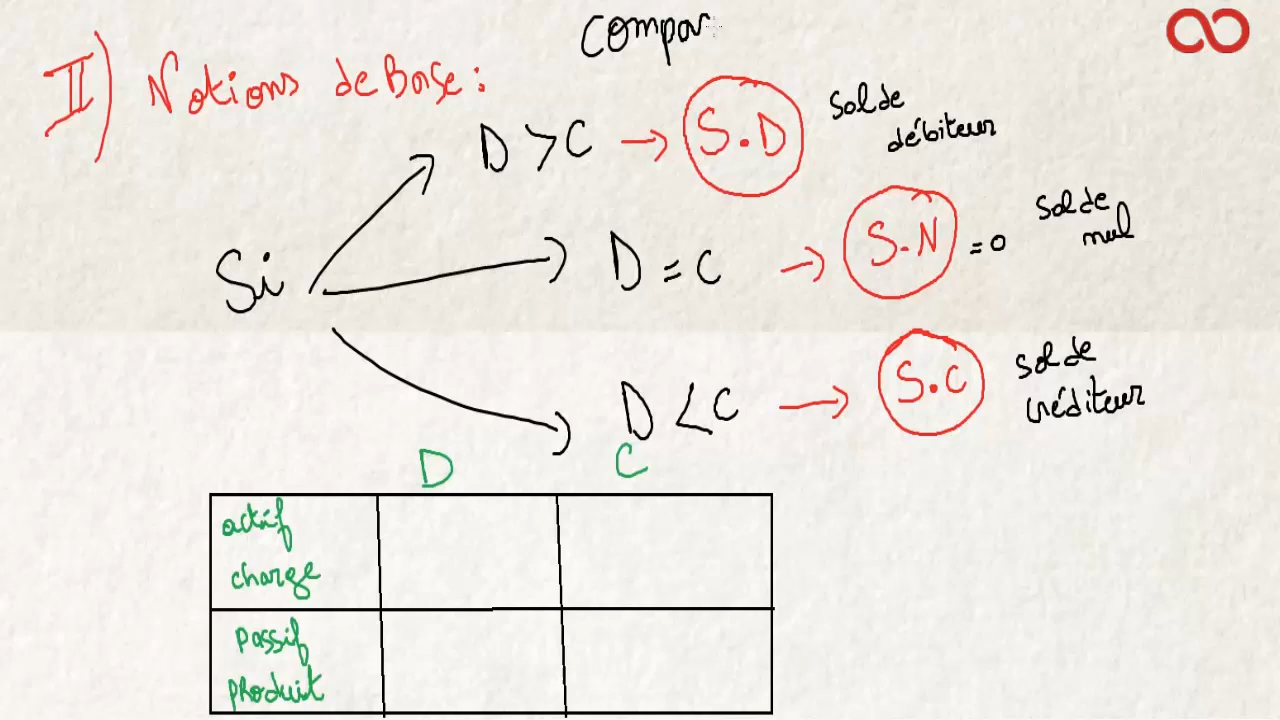 Compar
II) Notions de Base :
D > C → S.D solde débiteur
Si D = C → S.N = 0 solde nul
D < C → S.C solde créditeur
D C
actif
charge
passif
produit